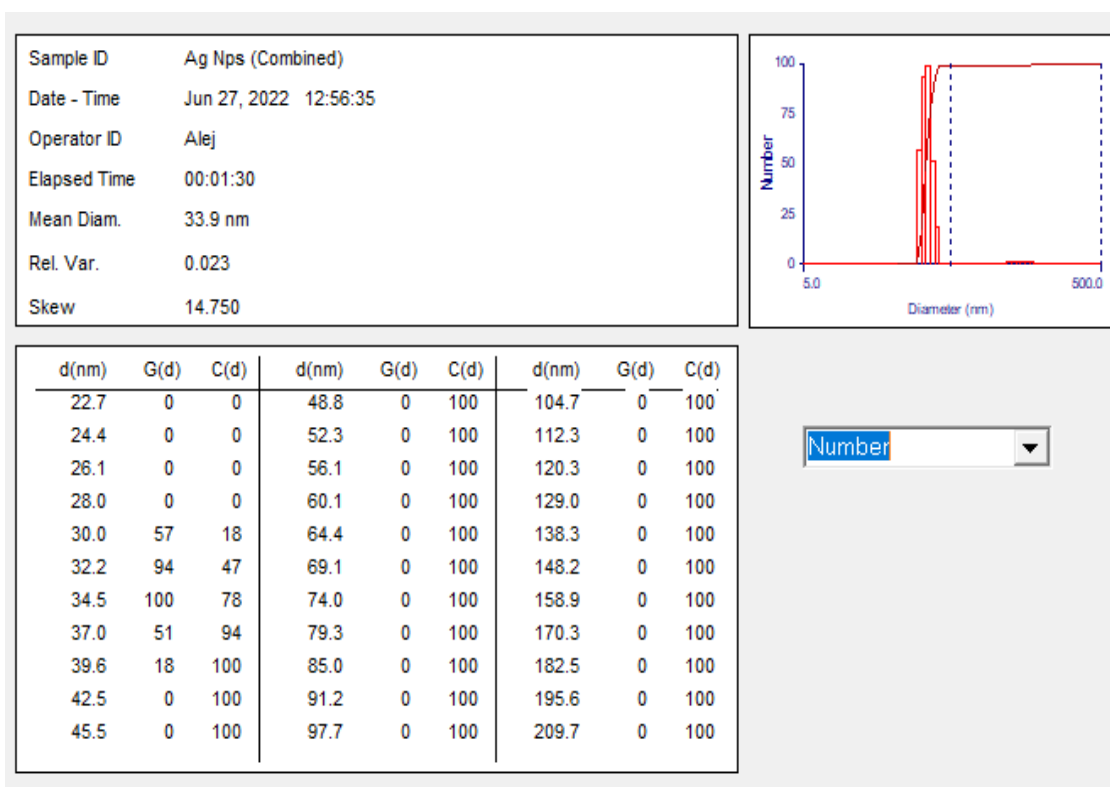 Sample ID Ag Nps (Combined)
Date - Time Jun 27, 2022 12:56:35
Operator ID Alej
Elapsed Time 00:01:30
Mean Diam. 33.9 nm
Rel. Var. 0.023
Skew 14.750
100
75
50
25
0
Number
5.0 500.0
Diameter (nm)
d(nm) G(d) C(d) d(nm) G(d) C(d) d(nm) G(d) C(d)
22.7 0 0 48.8 0 100 104.7 0 100
24.4 0 0 52.3 0 100 112.3 0 100
26.1 0 0 56.1 0 100 120.3 0 100
28.0 0 0 60.1 0 100 129.0 0 100
30.0 57 18 64.4 0 100 138.3 0 100
32.2 94 47 69.1 0 100 148.2 0 100
34.5 100 78 74.0 0 100 158.9 0 100
37.0 51 94 79.3 0 100 170.3 0 100
39.6 18 100 85.0 0 100 182.5 0 100
42.5 0 100 91.2 0 100 195.6 0 100
45.5 0 100 97.7 0 100 209.7 0 100
Number